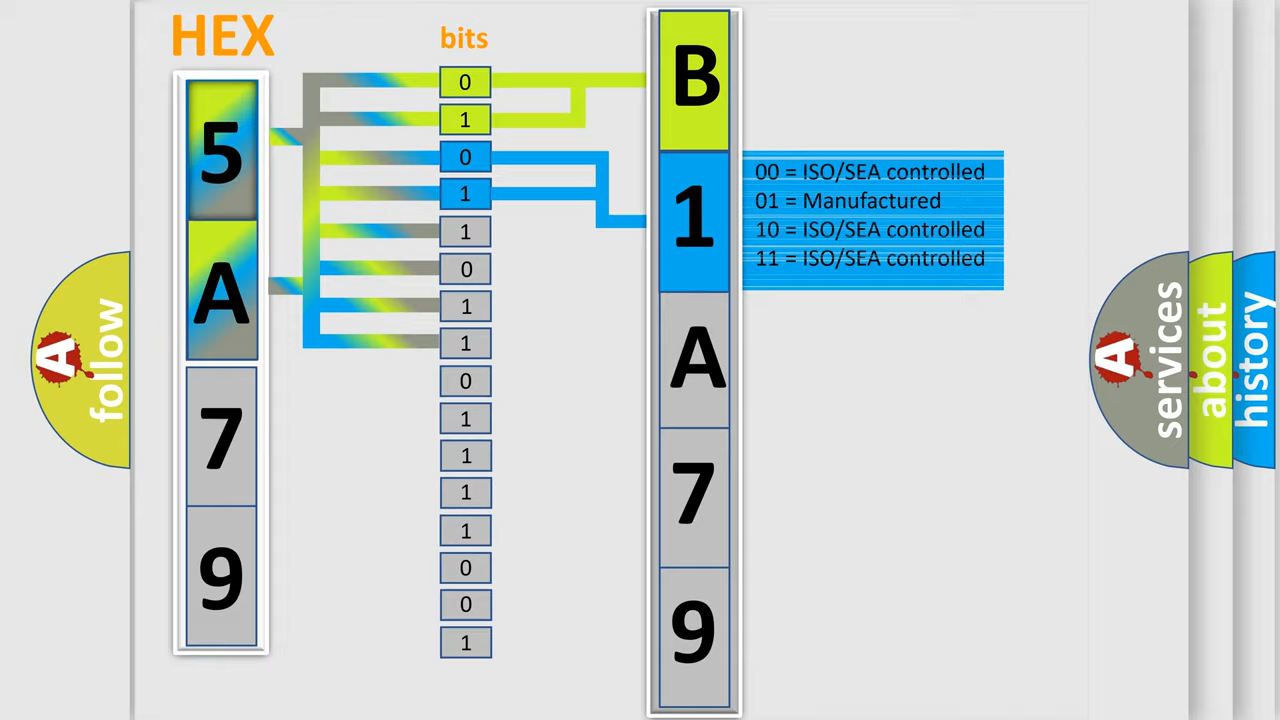 HEX
bits
5
A
7
9
0
1
0
1
1
0
1
1
0
1
1
1
1
0
0
1
B
1
A
7
9
00 = ISO/SEA controlled
01 = Manufactured
10 = ISO/SEA controlled
11 = ISO/SEA controlled
A
follow
A
services
about
history